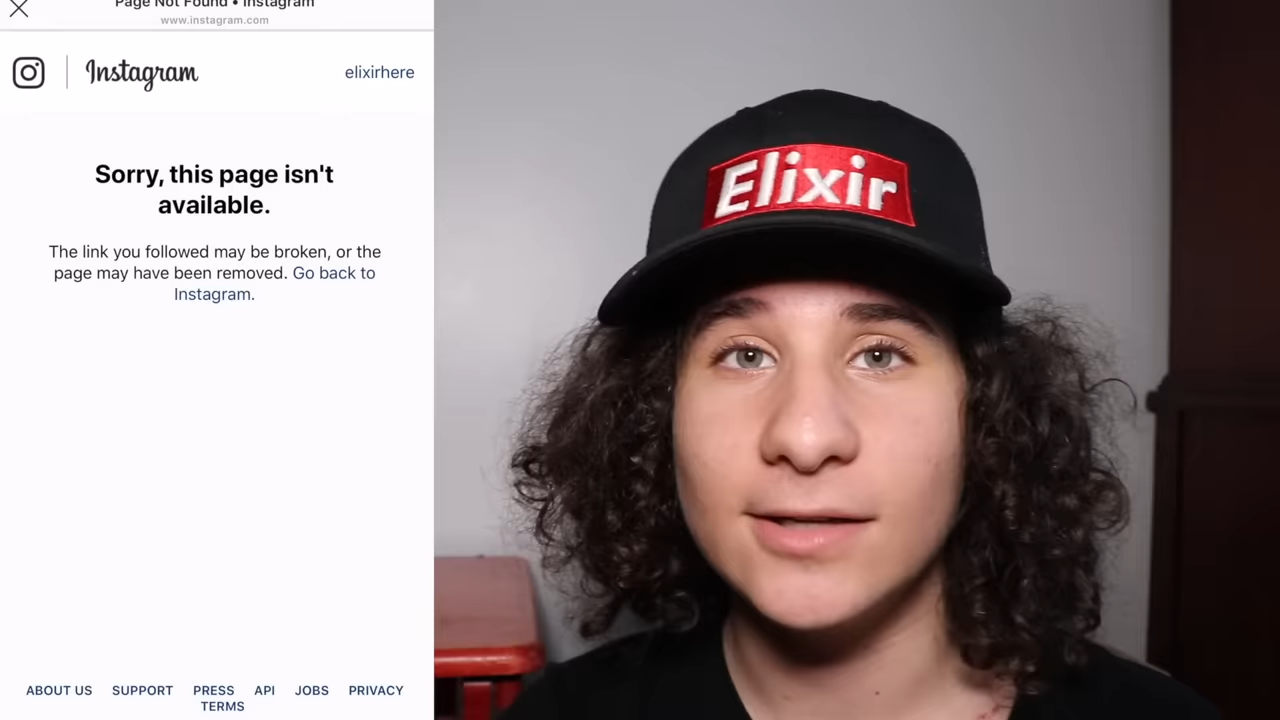 Page Not Found • Instagram
www.instagram.com
Instagram
elixirhere
Sorry, this page isn't
available.
The link you followed may be broken, or the
page may have been removed. Go back to
Instagram.
ABOUT US SUPPORT PRESS API JOBS PRIVACY
TERMS
Elixir